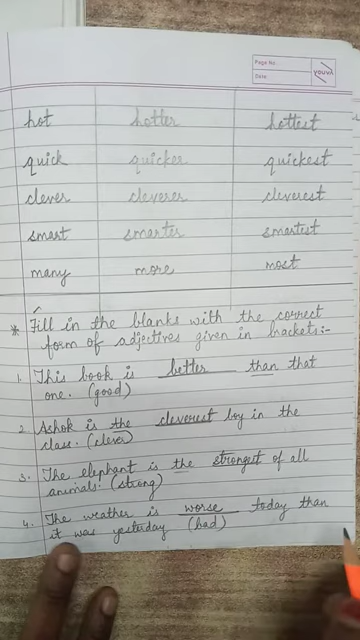 Page No
Date:
youva
hot hotter hottest
quick quicker quickest
clever cleverer cleverest
smart smarter smartest
many more most
* Fill in the blanks with the correct
form of adjectives given in brackets:-
1. This book is better than that
one. (good)
2. Ashok is the cleverest boy in the
class. (clever)
3. The elephant is the strongest of all
animals. (strong)
4. The weather is worse today than
it was yesterday (bad)